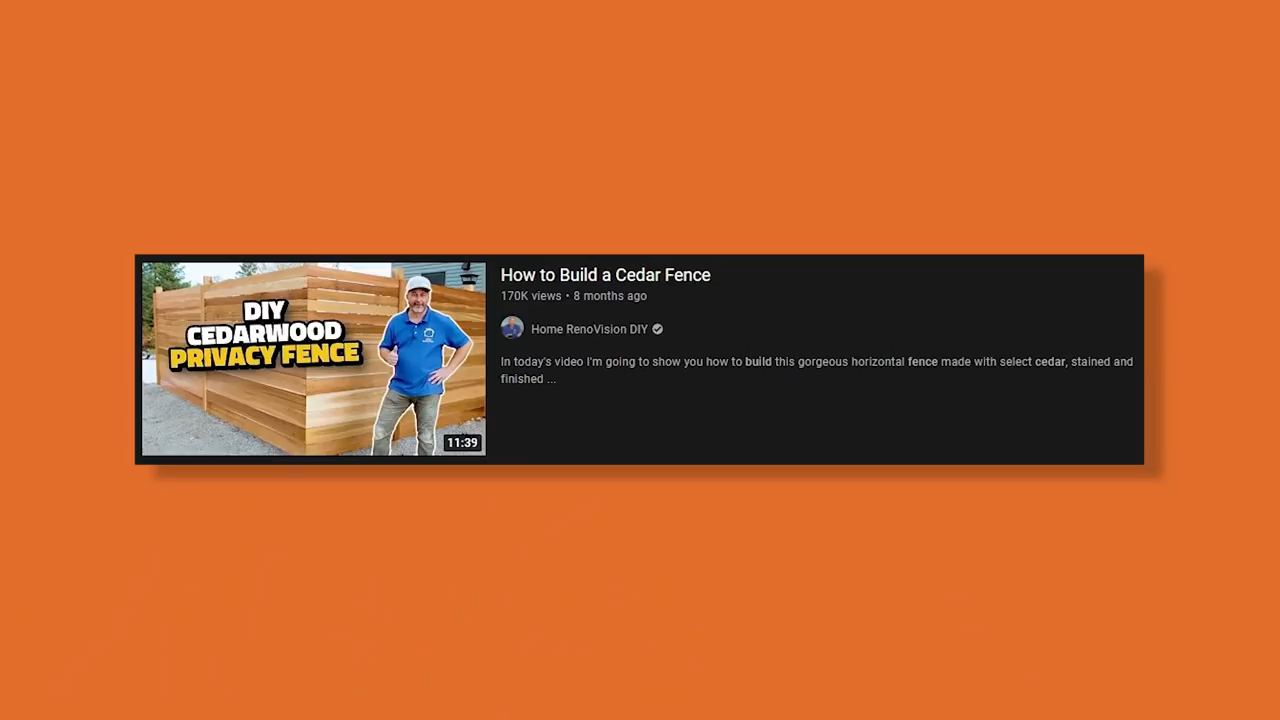 DIY
CEDARWOOD
PRIVACY FENCE
11:39
How to Build a Cedar Fence
170K views • 8 months ago
Home RenoVision DIY
In today's video I'm going to show you how to build this gorgeous horizontal fence made with select cedar, stained and
finished ...